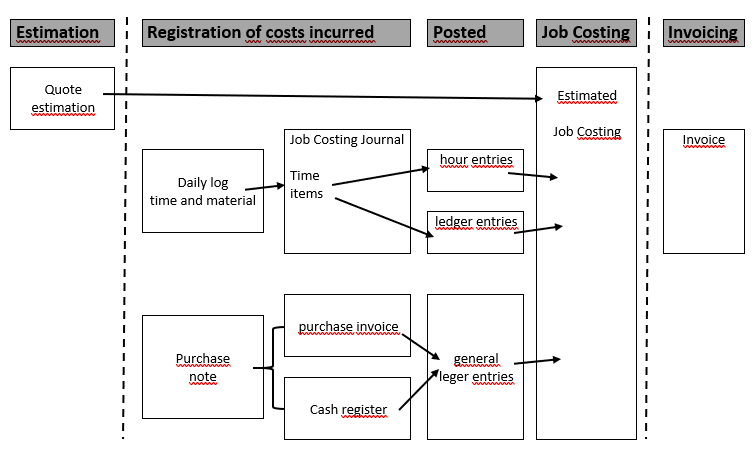 Estimation
Registration of costs incurred
Posted
Job Costing
Invoicing
Quote
estimation
Estimated
Job Costing
Invoice
Daily log
time and material
Job Costing Journal
Time
items
hour entries
ledger entries
Purchase
note
purchase invoice
Cash register
general
leger entries